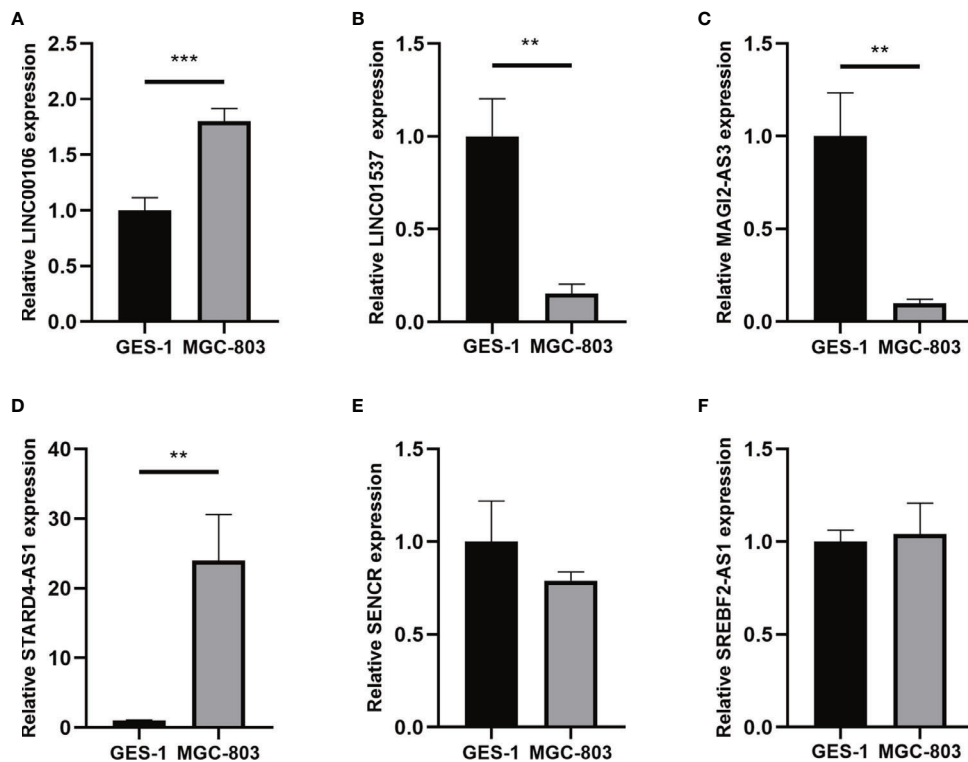 A
Relative LINC00106 expression
2.5
2.0
1.5
1.0
0.5
0.0
***
GES-1 MGC-803
B
Relative LINC01537 expression
1.5
1.0
0.5
0.0
**
GES-1 MGC-803
C
Relative MAGI2-AS3 expression
1.5
1.0
0.5
0.0
**
GES-1 MGC-803
D
Relative STARD4-AS1 expression
40
30
20
10
0
**
GES-1 MGC-803
E
Relative SENCR expression
1.5
1.0
0.5
0.0
GES-1 MGC-803
F
Relative SREBF2-AS1 expression
1.5
1.0
0.5
0.0
GES-1 MGC-803